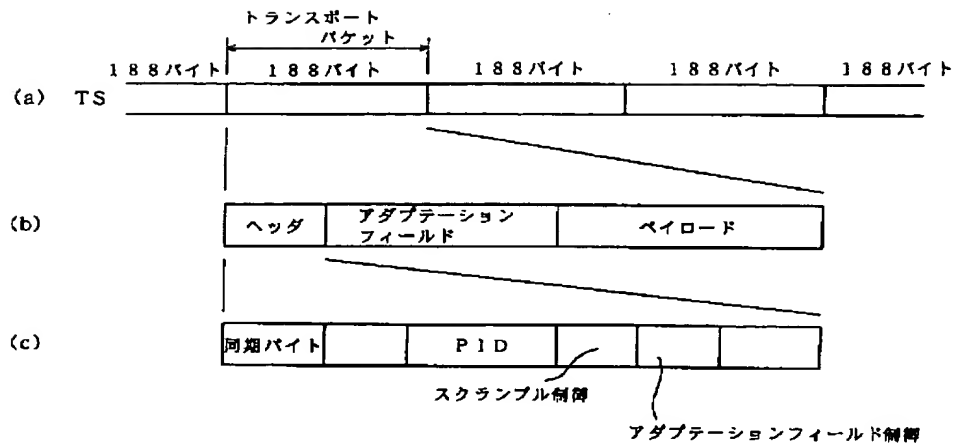 トランスポート
パケット
188バイト 188バイト 188バイト 188バイト 188バイト
(a) TS
(b) ヘッダ アダプテーション フィールド ペイロード
(c) 同期バイト PID
スクランブル制御
アダプテーションフィールド制御